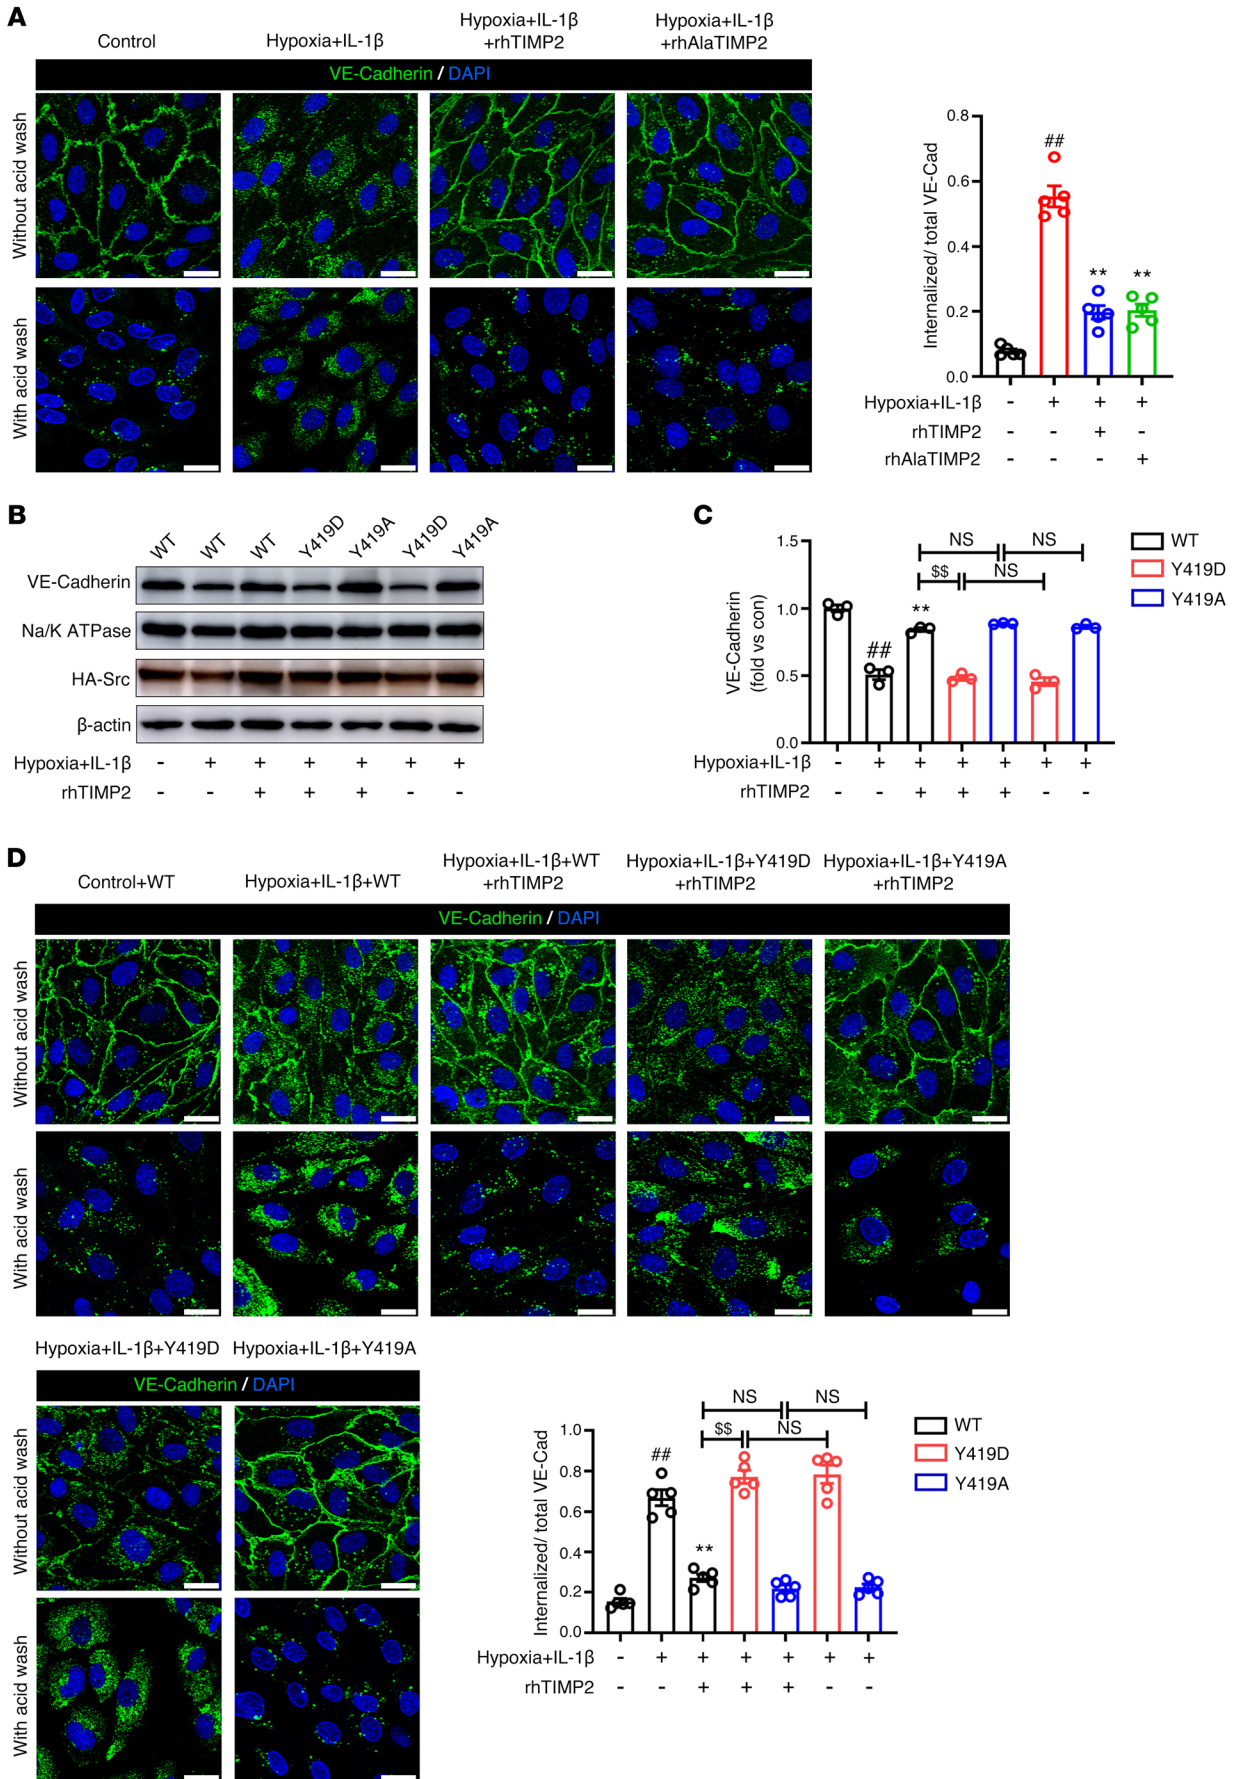 A
Control
Hypoxia+IL-1β
Hypoxia+IL-1β
+rhTIMP2
Hypoxia+IL-1β
+rhAlaTIMP2
VE-Cadherin / DAPI
Without acid wash
With acid wash
Internalized/ total VE-Cad
0.8
0.6
0.4
0.2
0.0
##
**
**
Hypoxia+IL-1β - + + +
rhTIMP2 - - + -
rhAlaTIMP2 - - - +
B
WT WT WT Y419D Y419A Y419D Y419A
VE-Cadherin
Na/K ATPase
HA-Src
β-actin
Hypoxia+IL-1β - + + + + + +
rhTIMP2 - - + + + - -
C
VE-Cadherin
(fold vs con)
1.5
1.0
0.5
0.0
NS NS
$$ NS
##
**
WT
Y419D
Y419A
Hypoxia+IL-1β - + + + + + +
rhTIMP2 - - + + + - -
D
Control+WT
Hypoxia+IL-1β+WT
Hypoxia+IL-1β+WT
+rhTIMP2
Hypoxia+IL-1β+Y419D
+rhTIMP2
Hypoxia+IL-1β+Y419A
+rhTIMP2
VE-Cadherin / DAPI
Without acid wash
With acid wash
Hypoxia+IL-1β+Y419D
Hypoxia+IL-1β+Y419A
VE-Cadherin / DAPI
Without acid wash
With acid wash
Internalized/ total VE-Cad
1.0
0.8
0.6
0.4
0.2
0.0
NS NS
$$ NS
##
**
WT
Y419D
Y419A
Hypoxia+IL-1β - + + + + + +
rhTIMP2 - - + + + - -